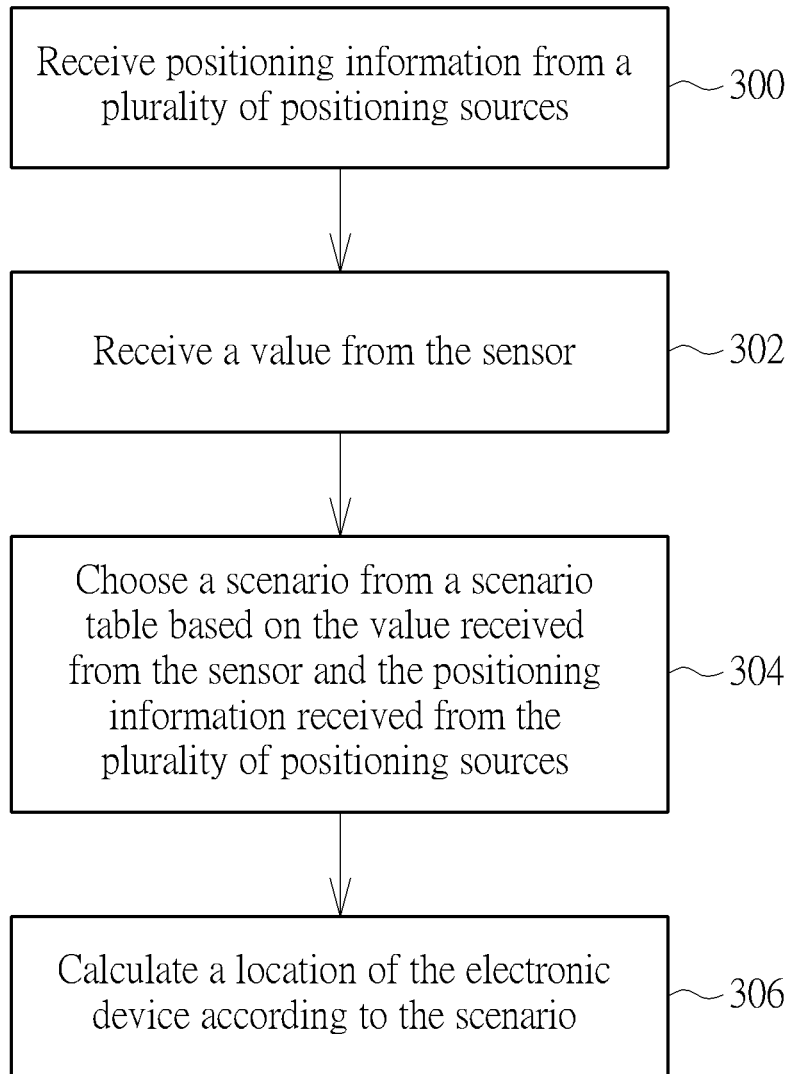 Receive positioning information from a
plurality of positioning sources
300
Receive a value from the sensor
302
Choose a scenario from a scenario
table based on the value received
from the sensor and the positioning
information received from the
plurality of positioning sources
304
Calculate a location of the electronic
device according to the scenario
306